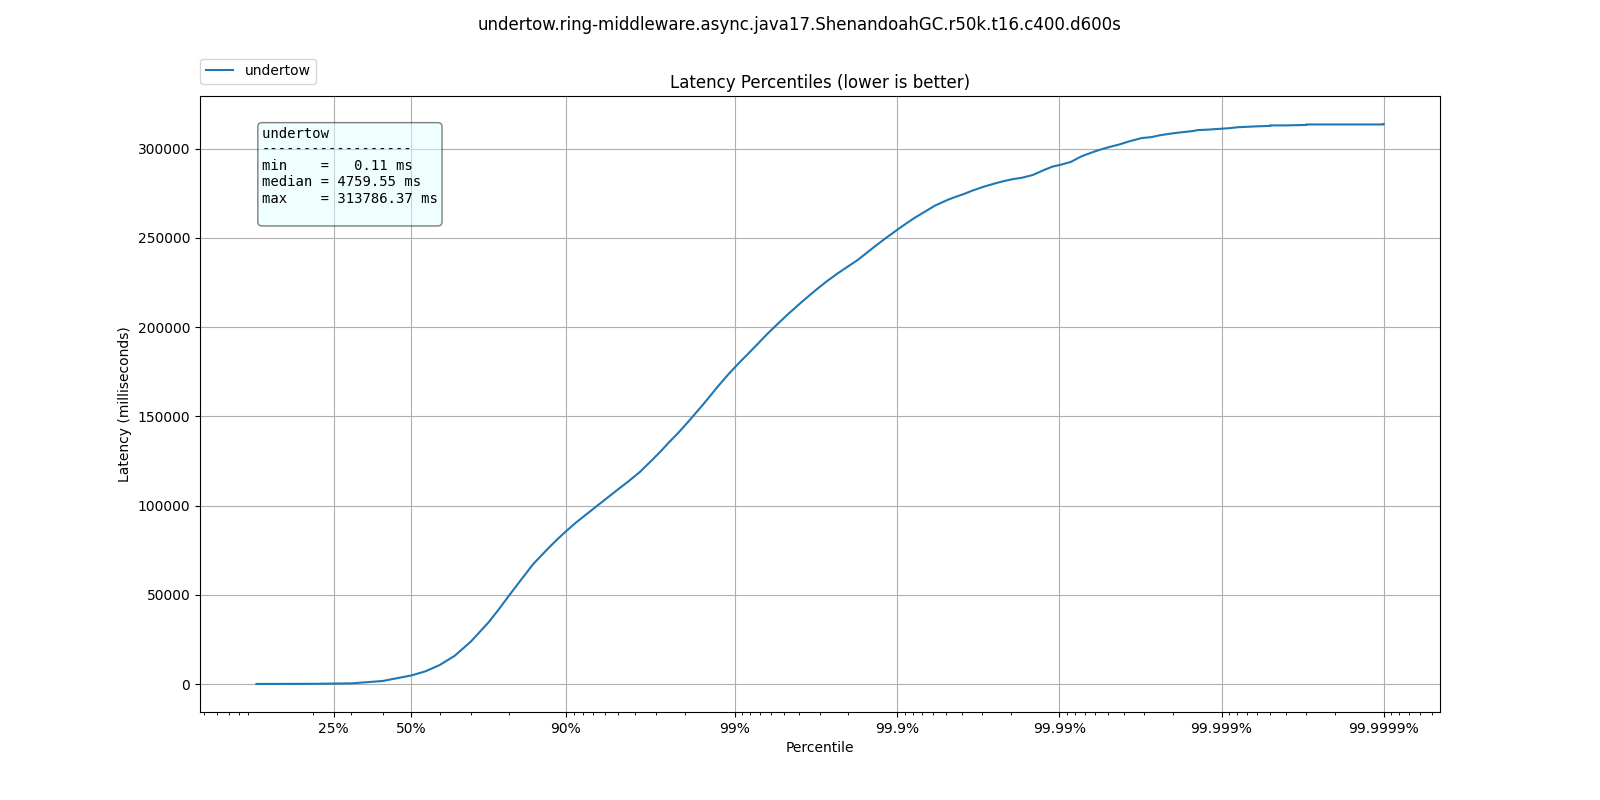 undertow.ring-middleware.async.java17.ShenandoahGC.r50k.t16.c400.d600s
undertow
Latency Percentiles (lower is better)
undertow
------------------
min    =   0.11 ms
median = 4759.55 ms
max    = 313786.37 ms
300000
250000
200000
150000
100000
50000
0
Latency (milliseconds)
25% 50% 90% 99% 99.9% 99.99% 99.999% 99.9999%
Percentile